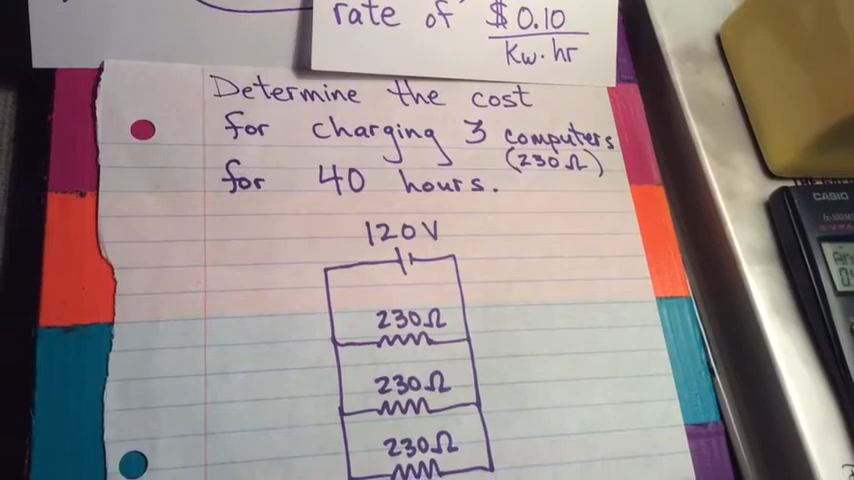 rate of $0.10
Kw·hr
Determine the cost
for charging 3 computers
(230Ω)
for 40 hours.
120V
230Ω
230Ω
230Ω
CASIO